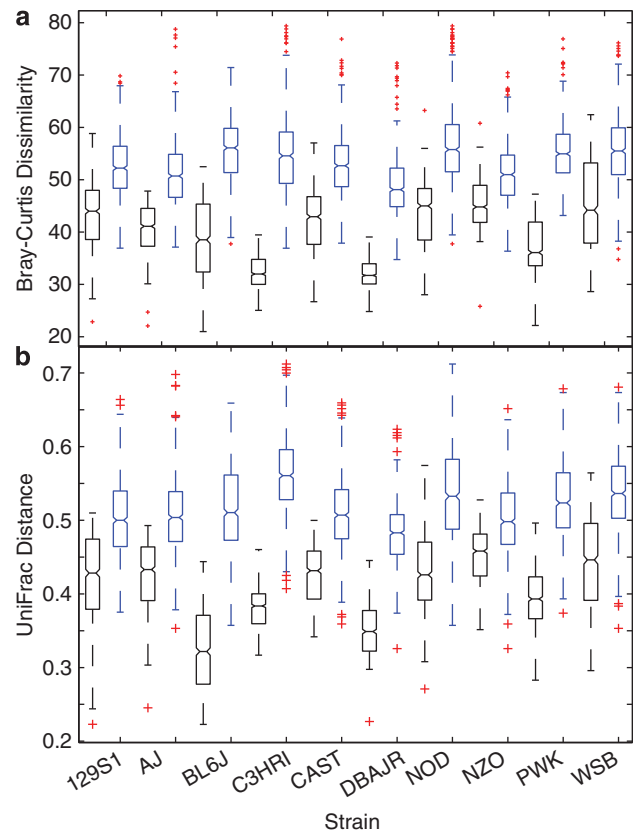 a
80
70
60
50
40
30
20
Bray-Curtis Dissimilarity
b
0.7
0.6
0.5
0.4
0.3
0.2
UniFrac Distance
129S1 AJ BL6J C3HRI CAST DBAJR NOD NZO PWK WSB
Strain